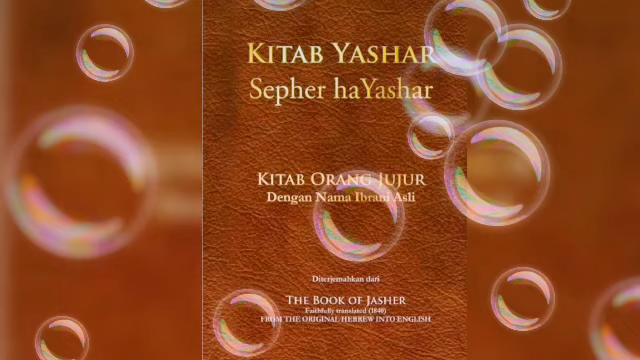 KITAB YASHAR
Sepher haYashar
KITAB ORANG JUJUR
Dengan Nama Ibrani Asli
Diterjemahkan dari
THE BOOK OF JASHER
Faithfully translated (1840)
FROM THE ORIGINAL HEBREW INTO ENGLISH